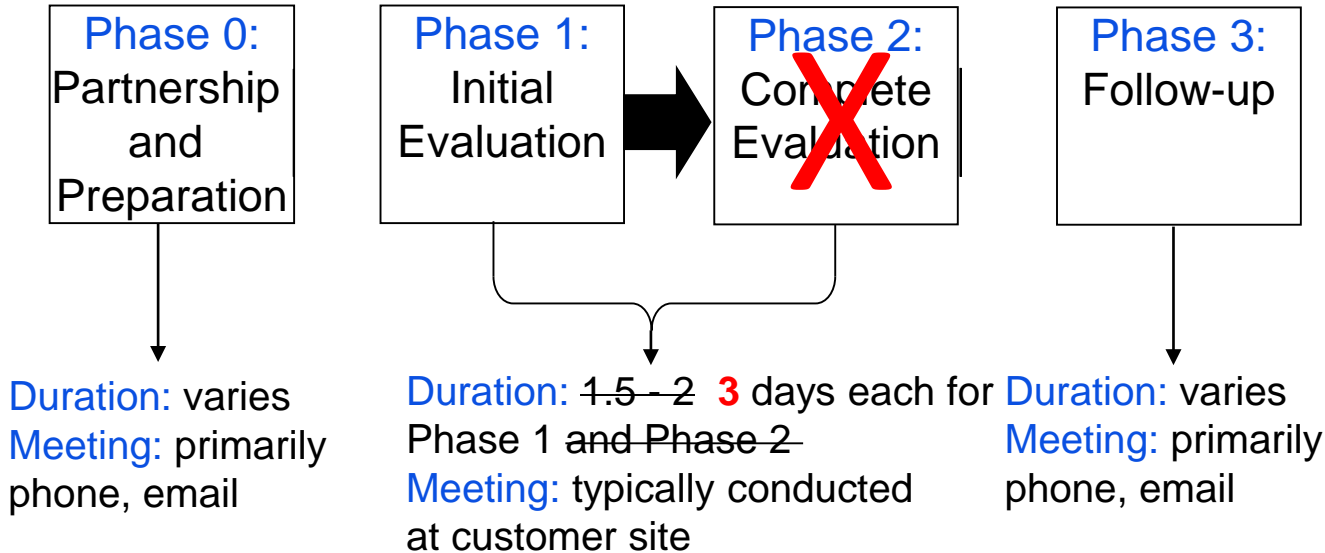 Phase 0:
Partnership
and
Preparation
Phase 1:
Initial
Evaluation
Phase 2:
Complete
Evaluation
X
Phase 3:
Follow-up
Duration: varies
Meeting: primarily
phone, email
Duration: 1.5 - 2 3 days each for
Phase 1 and Phase 2
Meeting: typically conducted
at customer site
Duration: varies
Meeting: primarily
phone, email